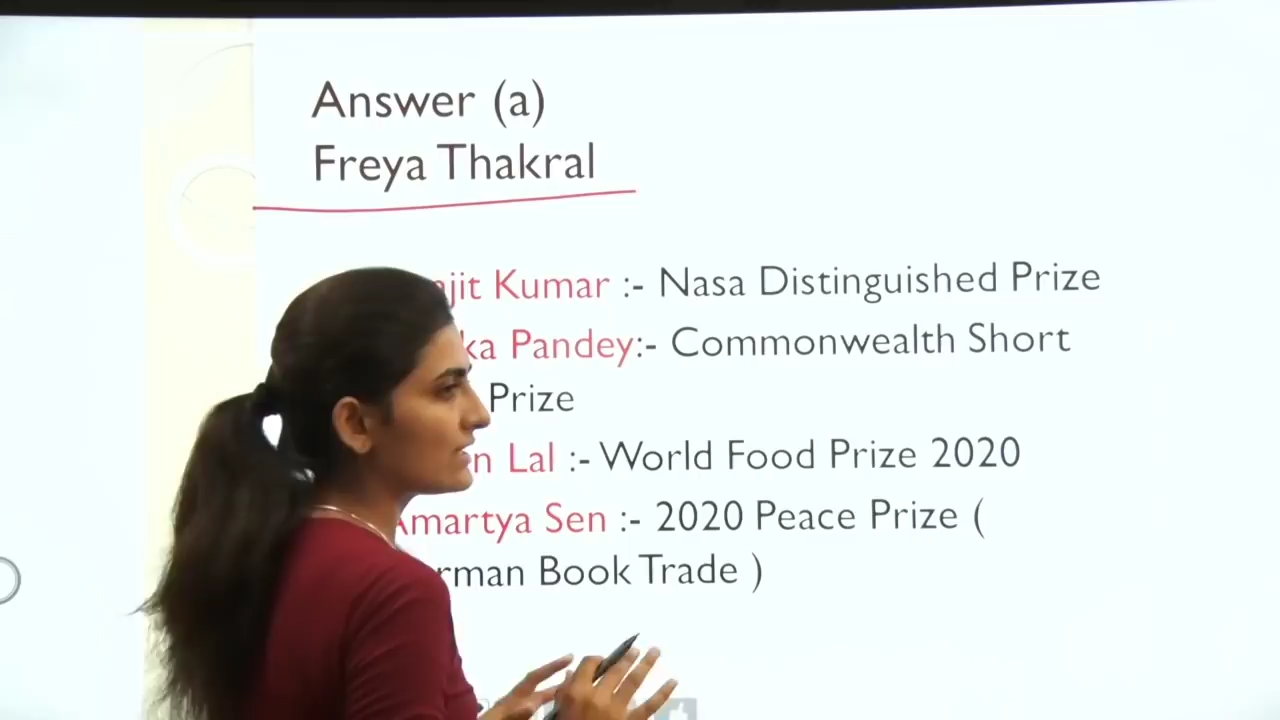 Answer (a)
Freya Thakral
jit Kumar :- Nasa Distinguished Prize
ka Pandey:- Commonwealth Short
Prize
n Lal :- World Food Prize 2020
Amartya Sen :- 2020 Peace Prize (
rman Book Trade )